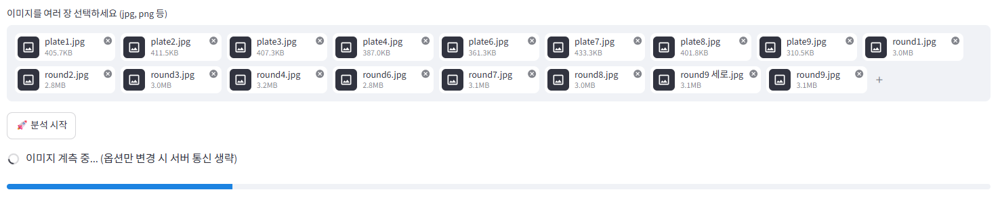 이미지를 여러 장 선택하세요 (jpg, png 등)
plate1.jpg plate2.jpg plate3.jpg plate4.jpg plate6.jpg plate7.jpg plate8.jpg plate9.jpg round1.jpg
405.7KB 411.5KB 407.3KB 387.0KB 361.3KB 433.3KB 401.8KB 310.5KB 3.0MB
round2.jpg round3.jpg round4.jpg round6.jpg round7.jpg round8.jpg round9 세로.jpg round9.jpg
2.8MB 3.0MB 3.2MB 2.8MB 3.1MB 3.0MB 3.1MB 3.1MB
🚀 분석 시작
이미지 계측 중... (옵션만 변경 시 서버 통신 생략)